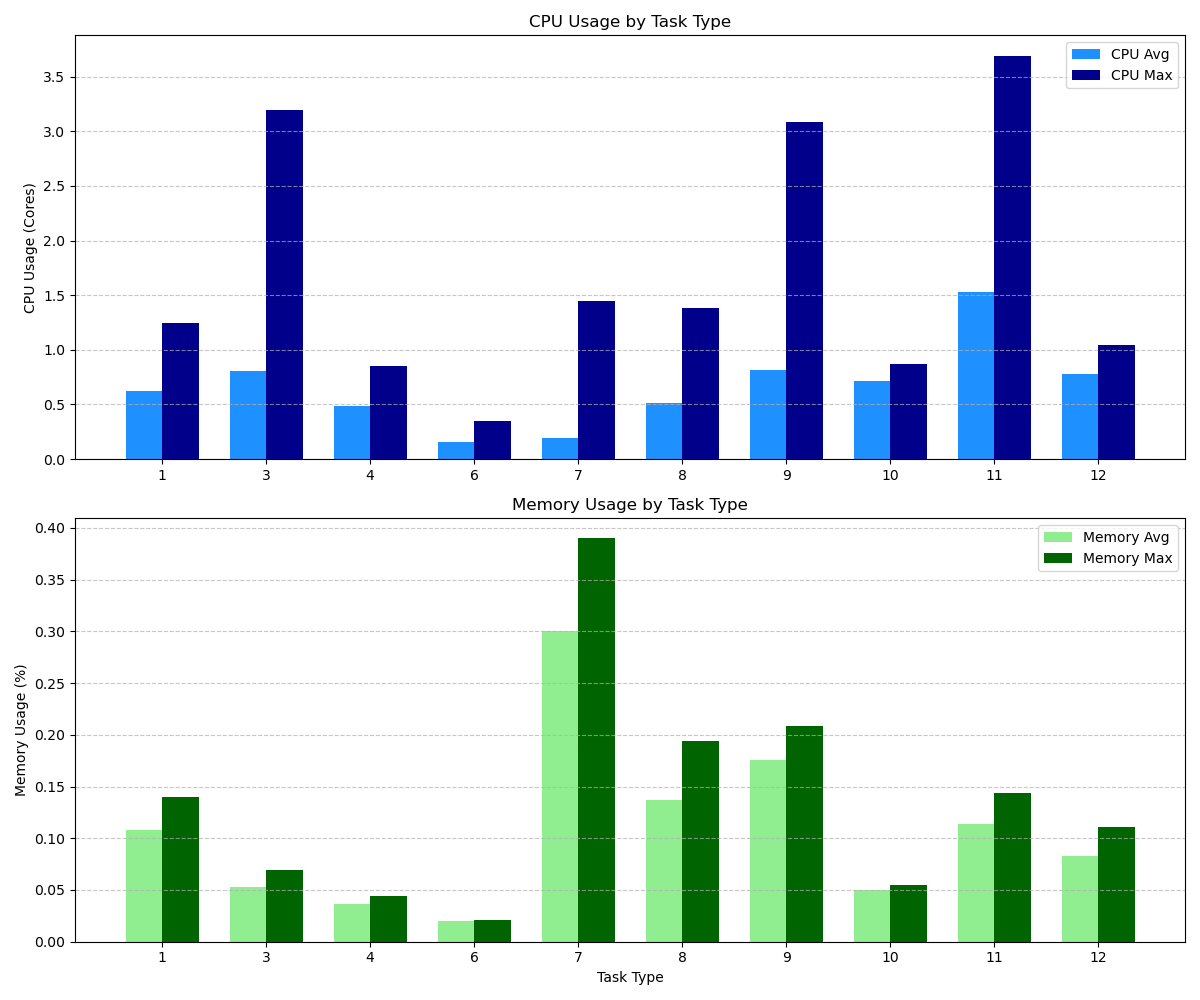 CPU Usage by Task Type
CPU Avg
CPU Max
CPU Usage (Cores)
3.5
3.0
2.5
2.0
1.5
1.0
0.5
0.0
1 3 4 6 7 8 9 10 11 12
Memory Usage by Task Type
Memory Avg
Memory Max
Memory Usage (%)
0.40
0.35
0.30
0.25
0.20
0.15
0.10
0.05
0.00
1 3 4 6 7 8 9 10 11 12
Task Type